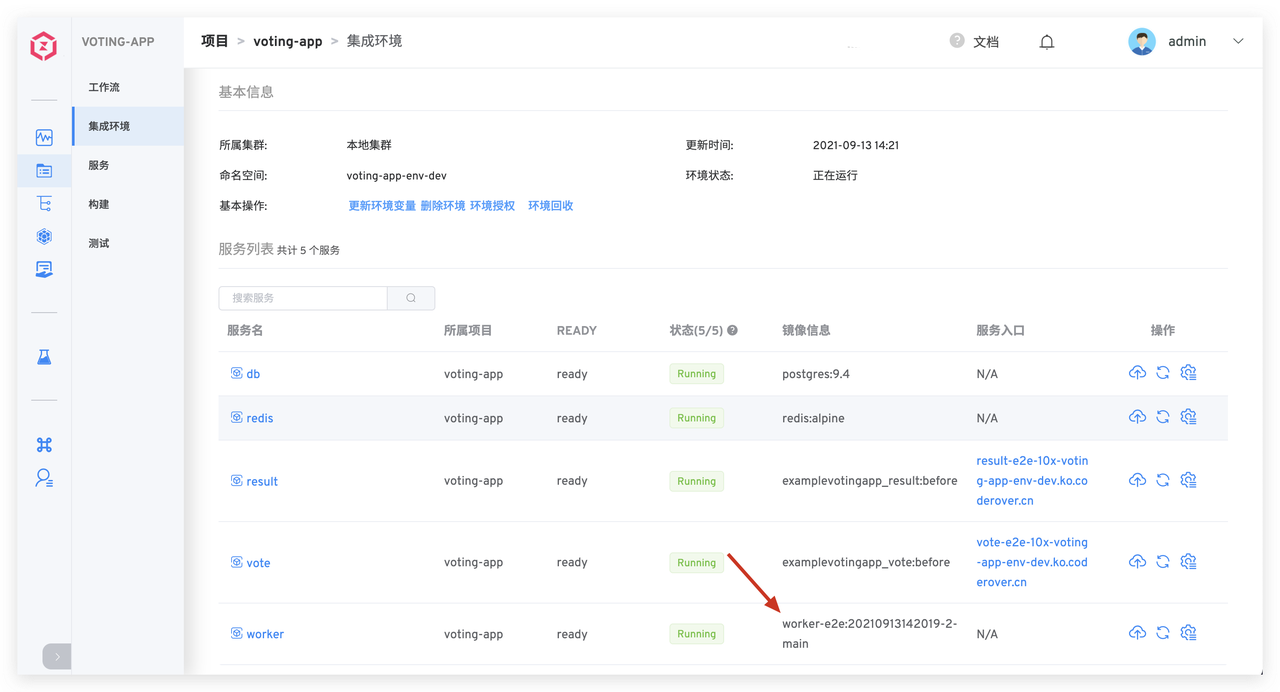 VOTING-APP
项目 > voting-app > 集成环境
文档
admin
工作流
集成环境
服务
构建
测试
基本信息
所属集群: 本地集群 更新时间: 2021-09-13 14:21
命名空间: voting-app-env-dev 环境状态: 正在运行
基本操作: 更新环境变量 删除环境 环境授权 环境回收
服务列表 共计 5 个服务
搜索服务
服务名 所属项目 READY 状态(5/5) 镜像信息 服务入口 操作
db voting-app ready Running postgres:9.4 N/A
redis voting-app ready Running redis:alpine N/A
result voting-app ready Running examplevotingapp_result:before
result-e2e-10x-votin
g-app-env-dev.ko.co
derover.cn
vote voting-app ready Running examplevotingapp_vote:before
vote-e2e-10x-voting
-app-env-dev.ko.cod
erover.cn
worker voting-app ready Running
worker-e2e:20210913142019-2-
main
N/A